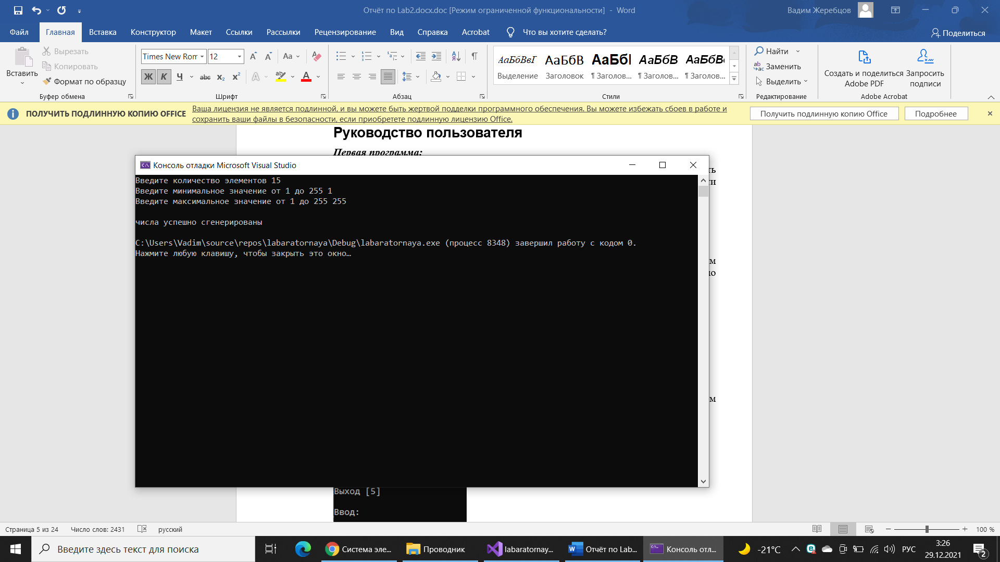 Отчёт по Lab2.docx.doc [Режим ограниченной функциональности] - Word
Вадим Жеребцов
Файл Главная Вставка Конструктор Макет Ссылки Рассылки Рецензирование Вид Справка Acrobat Что вы хотите сделать? Поделиться
Вставить
Вырезать
Копировать
Формат по образцу
Буфер обмена
Times New Rom 12
Шрифт
Абзац
АаБбВвГ АаБбВ АаБбІ АаБбВ АаБбВ
Выделение Заголовок ¶ Заголов... ¶ Заголов... ¶ Заголов...
Стили
Найти
Заменить
Выделить
Редактирование
Создать и поделиться Adobe PDF
Запросить подписи
Adobe Acrobat
ПОЛУЧИТЬ ПОДЛИННУЮ КОПИЮ OFFICE
Ваша лицензия не является подлинной, и вы можете быть жертвой подделки программного обеспечения. Вы можете избежать сбоев в работе и
сохранить ваши файлы в безопасности, если приобретете подлинную лицензию Office.
Получить подлинную копию Office
Подробнее
Руководство пользователя
Первая программа:
Консоль отладки Microsoft Visual Studio
Введите количество элементов 15
Введите минимальное значение от 1 до 255 1
Введите максимальное значение от 1 до 255 255
числа успешно сгенерированы
C:\Users\Vadim\source\repos\labaratornaya\Debug\labaratornaya.exe (процесс 8348) завершил работу с кодом 0.
Нажмите любую клавишу, чтобы закрыть это окно…
Выход [5]
Ввод:
Страница 5 из 24 Число слов: 2431 русский 100 %
Введите здесь текст для поиска
Система эле...
Проводник
labaratornay...
Отчёт по Lab...
Консоль отл...
-21°C
РУС
3:26
29.12.2021
2